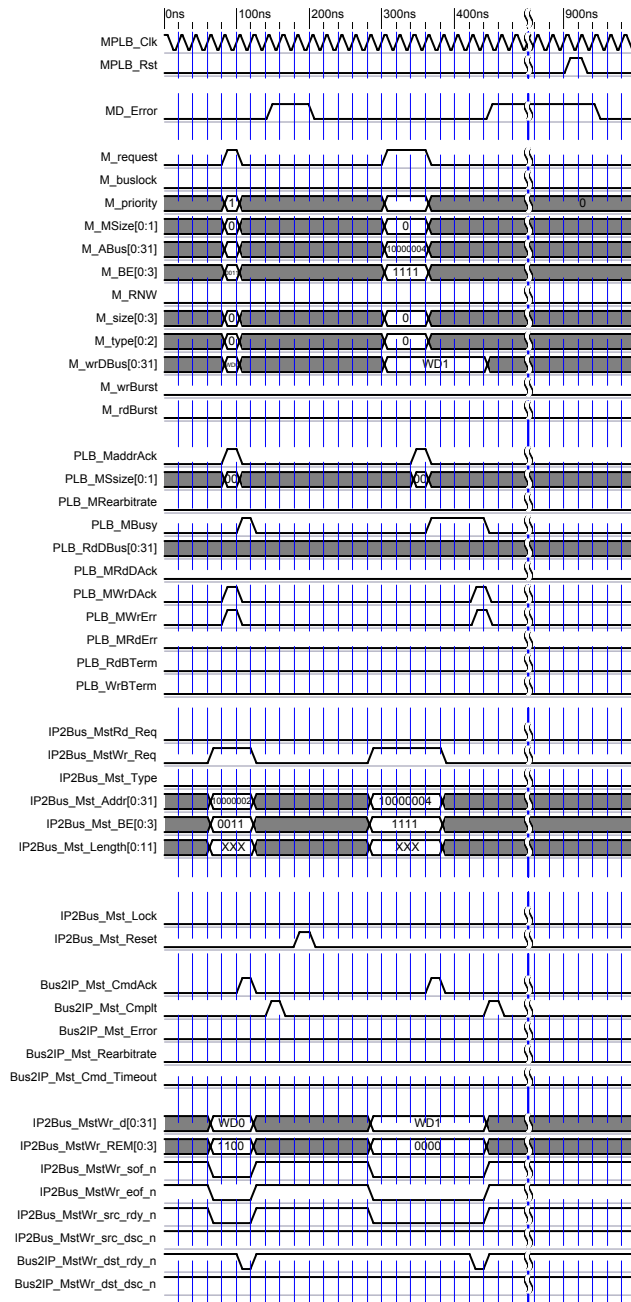 0ns 100ns 200ns 300ns 400ns 900ns
MPLB_Clk
MPLB_Rst
MD_Error
M_request
M_buslock
M_priority 1 0
M_MSize[0:1] 0 0
M_ABus[0:31] 10000004
M_BE[0:3] 0011 1111
M_RNW
M_size[0:3] 0 0
M_type[0:2] 0 0
M_wrDBus[0:31] WD1
M_wrBurst
M_rdBurst
PLB_MaddrAck
PLB_MSsize[0:1] 00 00
PLB_MRearbitrate
PLB_MBusy
PLB_RdDBus[0:31]
PLB_MRdDAck
PLB_MWrDAck
PLB_MWrErr
PLB_MRdErr
PLB_RdBTerm
PLB_WrBTerm
IP2Bus_MstRd_Req
IP2Bus_MstWr_Req
IP2Bus_Mst_Type
IP2Bus_Mst_Addr[0:31] 10000002 10000004
IP2Bus_Mst_BE[0:3] 0011 1111
IP2Bus_Mst_Length[0:11] XXX XXX
IP2Bus_Mst_Lock
IP2Bus_Mst_Reset
Bus2IP_Mst_CmdAck
Bus2IP_Mst_Cmplt
Bus2IP_Mst_Error
Bus2IP_Mst_Rearbitrate
Bus2IP_Mst_Cmd_Timeout
IP2Bus_MstWr_d[0:31] WD0 WD1
IP2Bus_MstWr_REM[0:3] 1100 0000
IP2Bus_MstWr_sof_n
IP2Bus_MstWr_eof_n
IP2Bus_MstWr_src_rdy_n
IP2Bus_MstWr_src_dsc_n
Bus2IP_MstWr_dst_rdy_n
Bus2IP_MstWr_dst_dsc_n